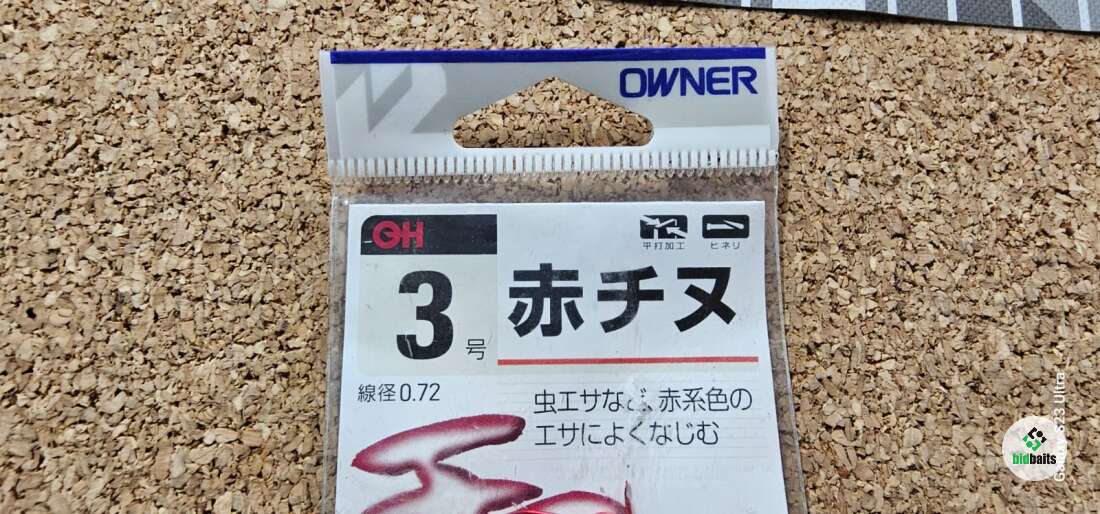 OWNER
OH
平打加工
ヒネリ
3号
赤チヌ
線径0.72
虫エサなど、赤系色の
エサによくなじむ
bidbaits